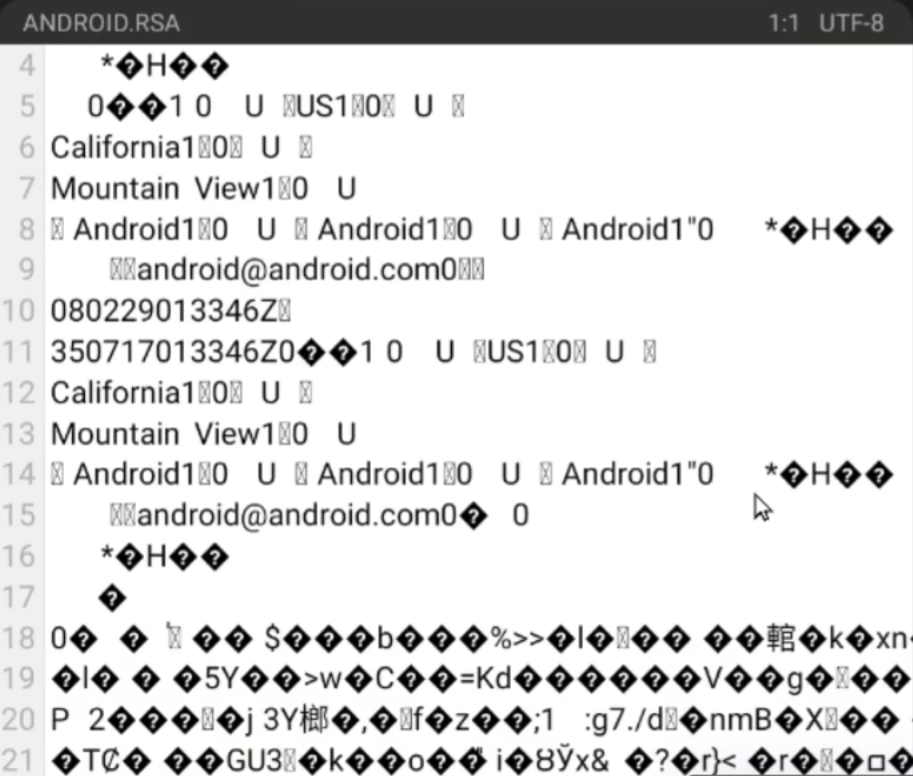 ANDROID.RSA 1:1 UTF-8
4 *�H��
5 0��1 0 U US10 U
6 California10 U
7 Mountain View10 U
8 Android10 U Android10 U Android1"0 *�H��
9 android@android.com0
10 080229013346Z
11 350717013346Z0��1 0 U US10 U
12 California10 U
13 Mountain View10 U
14 Android10 U Android10 U Android1"0 *�H��
15 android@android.com0� 0
16 *�H��
17 �
18 0� � �� $���b���%>>�l��� ��輨�k�xn
19 �l� � �5Y��>w�C��=Kd������V��g���
20 P 2����j 3Y榔�,�f�z��;1 :g7./d�nmB�X��
21 �T₡� ��GU3�k��o�� i�8Ўx& �?�r}< �r��¤�